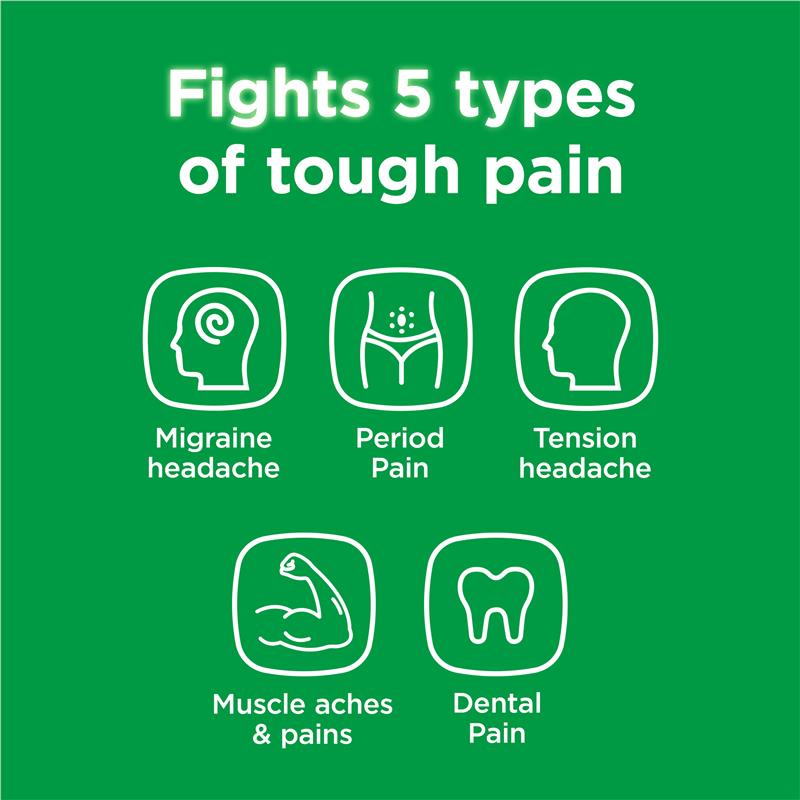 Fights 5 types
of tough pain
Migraine
headache
Period
Pain
Tension
headache
Muscle aches
& pains
Dental
Pain